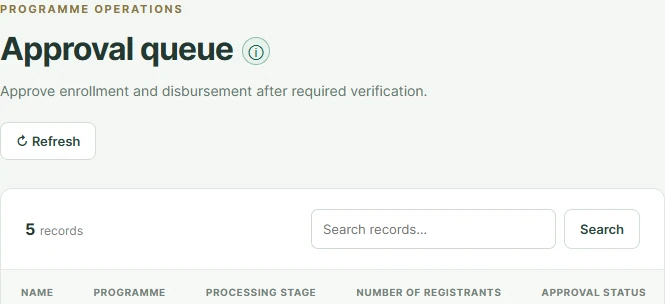 PROGRAMME OPERATIONS
Approval queue ⓘ
Approve enrollment and disbursement after required verification.
↻ Refresh
5 records
Search records...
Search
NAME PROGRAMME PROCESSING STAGE NUMBER OF REGISTRANTS APPROVAL STATUS